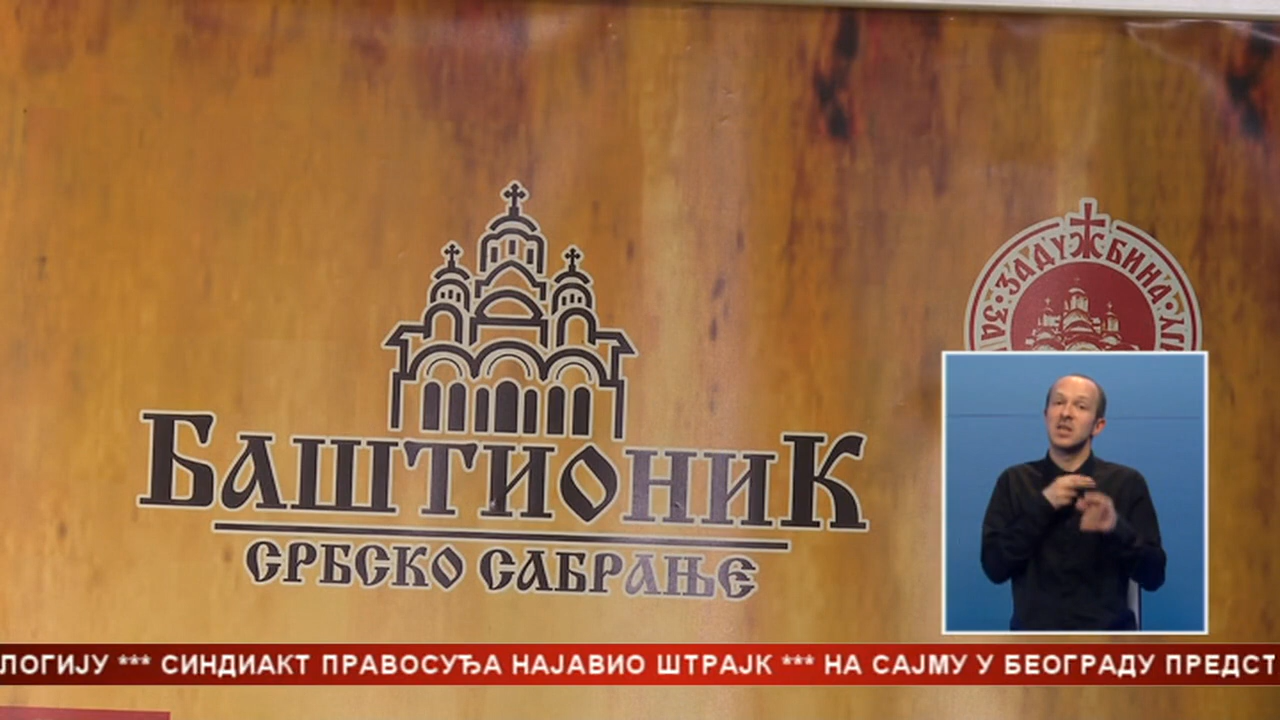 БАШТИОНИК
СРБСКО САБРАЊЕ
ЗАДУЖБИНА
ЛОГИЈУ *** СИНДИАКТ ПРАВОСУЂА НАЈАВИО ШТРАЈК *** НА САЈМУ У БЕОГРАДУ ПРЕДСТ